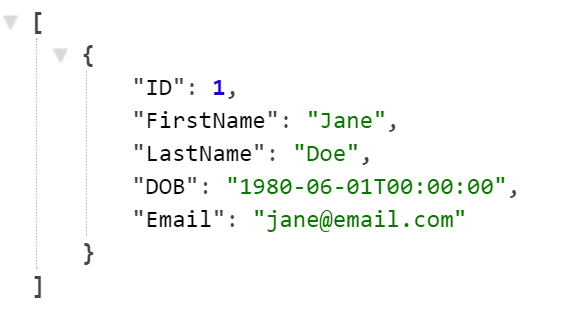 [
{
"ID": 1,
"FirstName": "Jane",
"LastName": "Doe",
"DOB": "1980-06-01T00:00:00",
"Email": "jane@email.com"
}
]